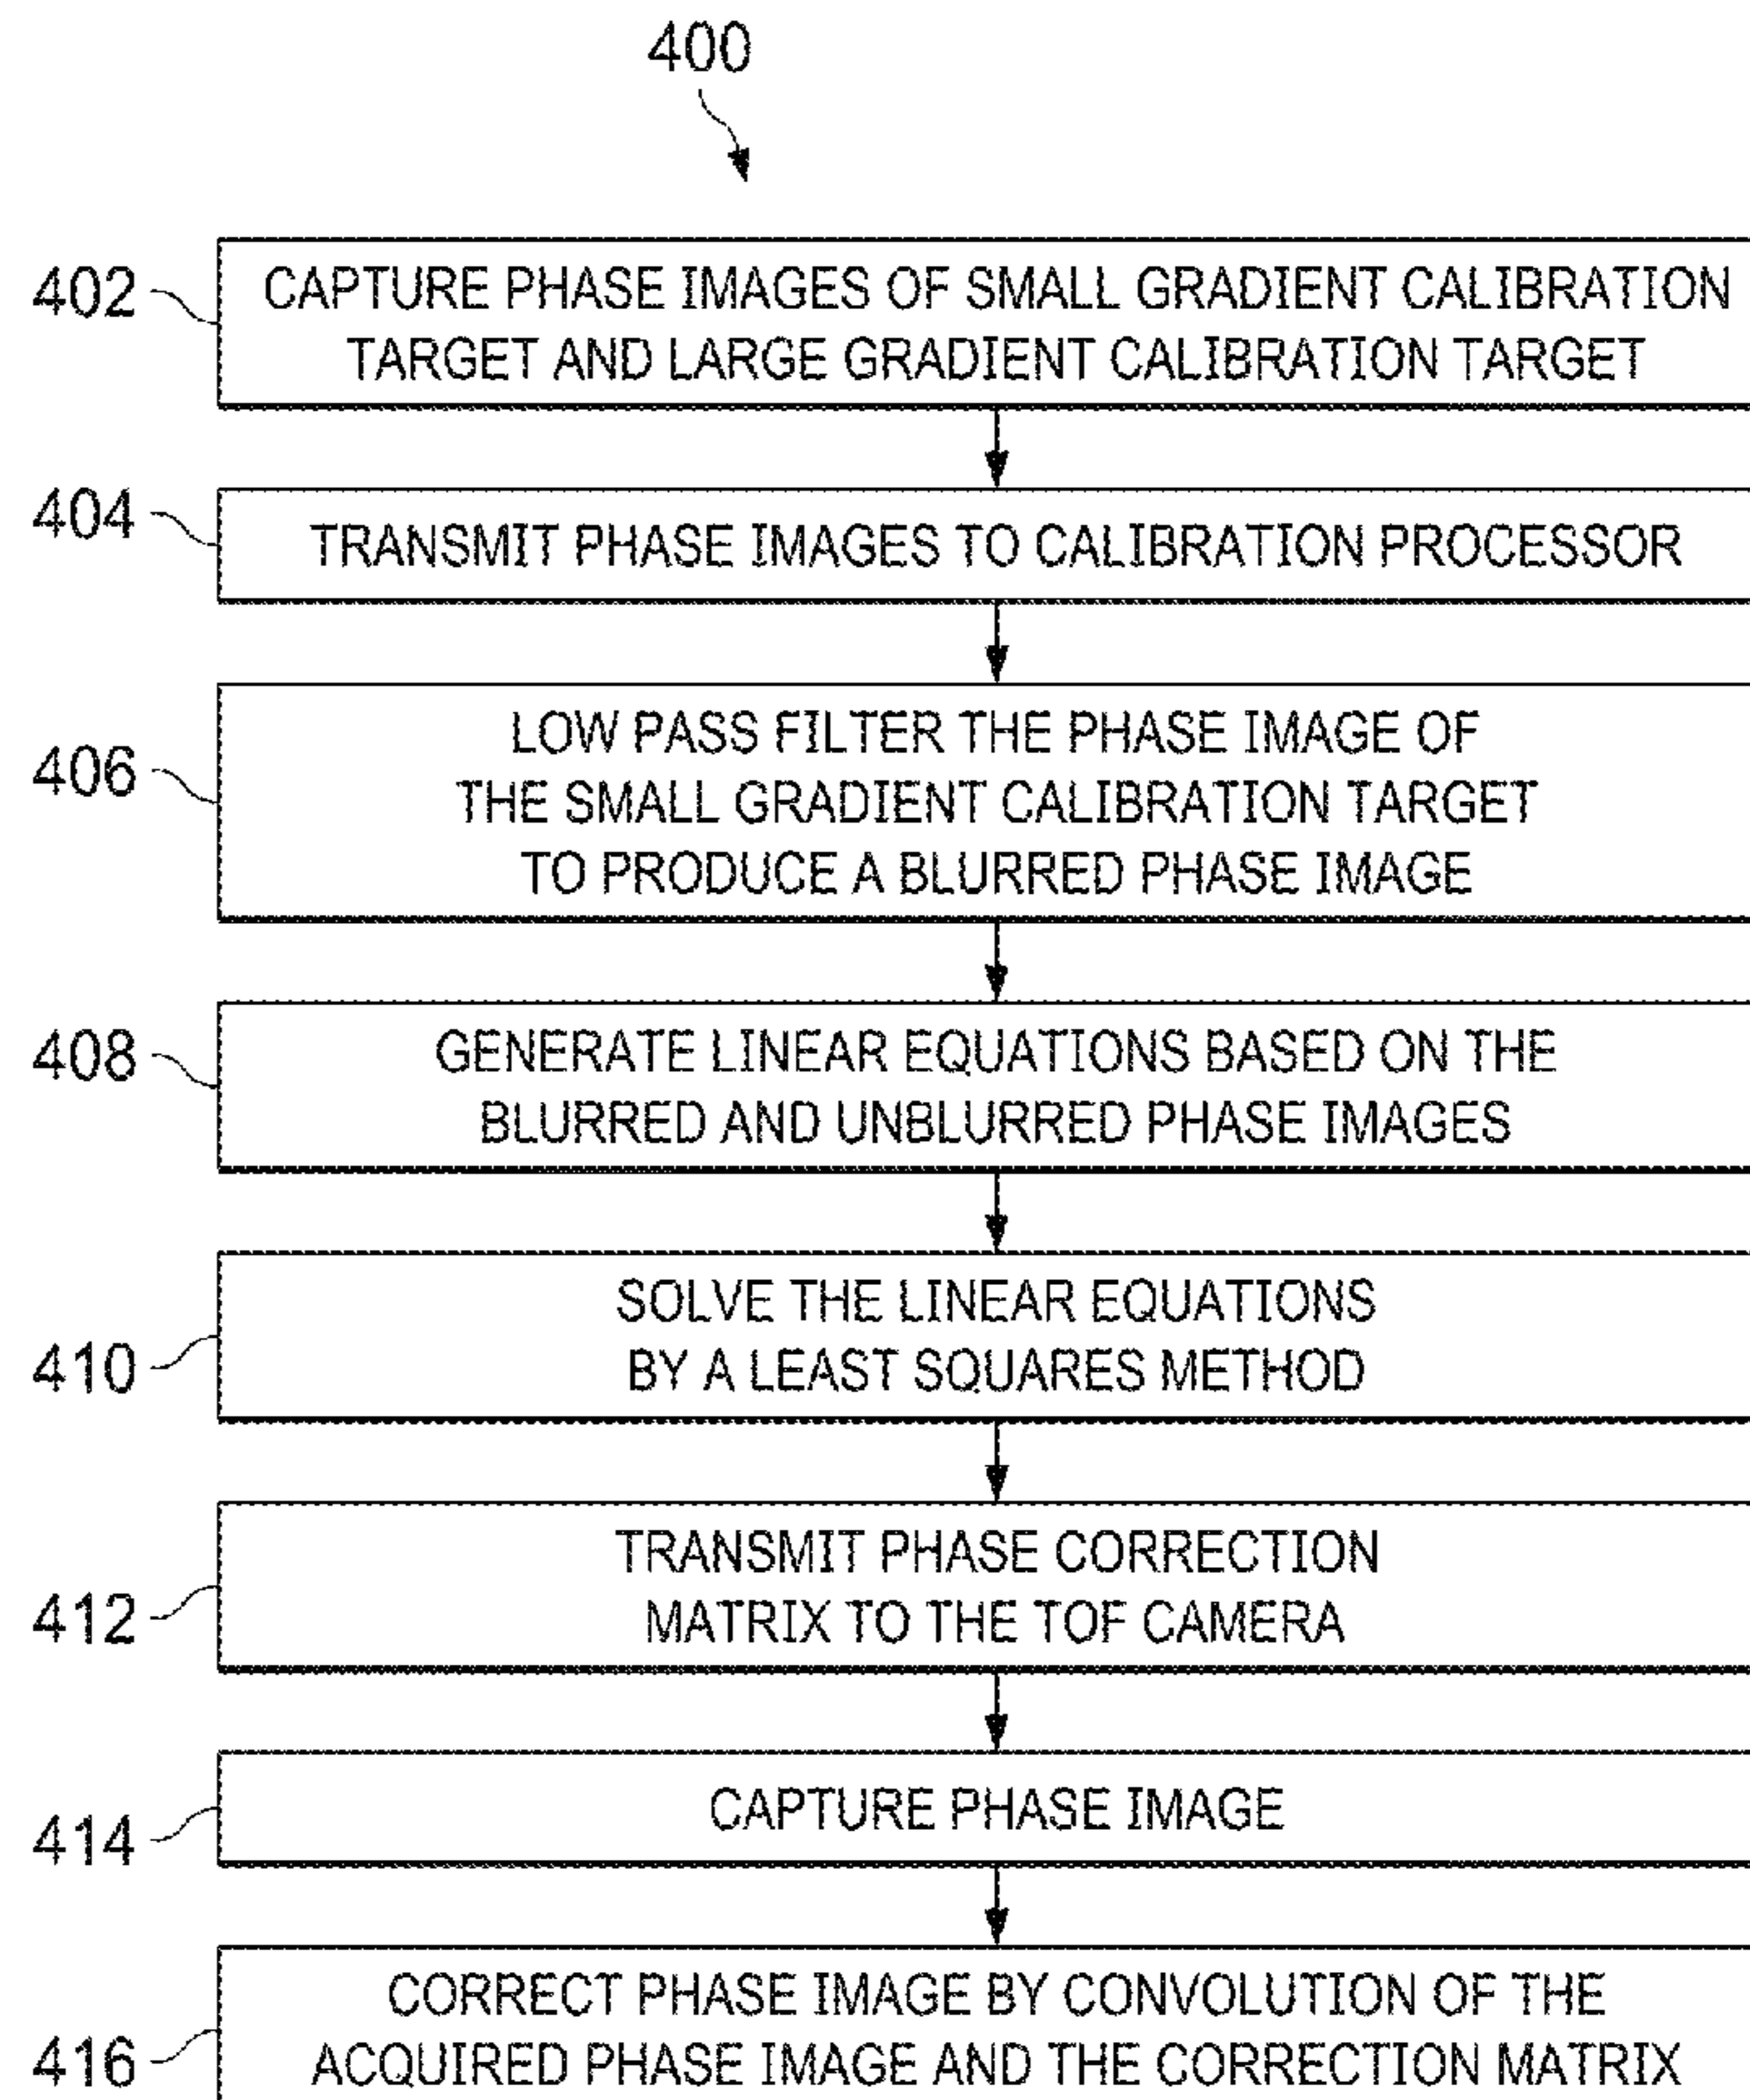 400
402
CAPTURE PHASE IMAGES OF SMALL GRADIENT CALIBRATION
TARGET AND LARGE GRADIENT CALIBRATION TARGET
404
TRANSMIT PHASE IMAGES TO CALIBRATION PROCESSOR
406
LOW PASS FILTER THE PHASE IMAGE OF
THE SMALL GRADIENT CALIBRATION TARGET
TO PRODUCE A BLURRED PHASE IMAGE
408
GENERATE LINEAR EQUATIONS BASED ON THE
BLURRED AND UNBLURRED PHASE IMAGES
410
SOLVE THE LINEAR EQUATIONS
BY A LEAST SQUARES METHOD
412
TRANSMIT PHASE CORRECTION
MATRIX TO THE TOF CAMERA
414
CAPTURE PHASE IMAGE
416
CORRECT PHASE IMAGE BY CONVOLUTION OF THE
ACQUIRED PHASE IMAGE AND THE CORRECTION MATRIX